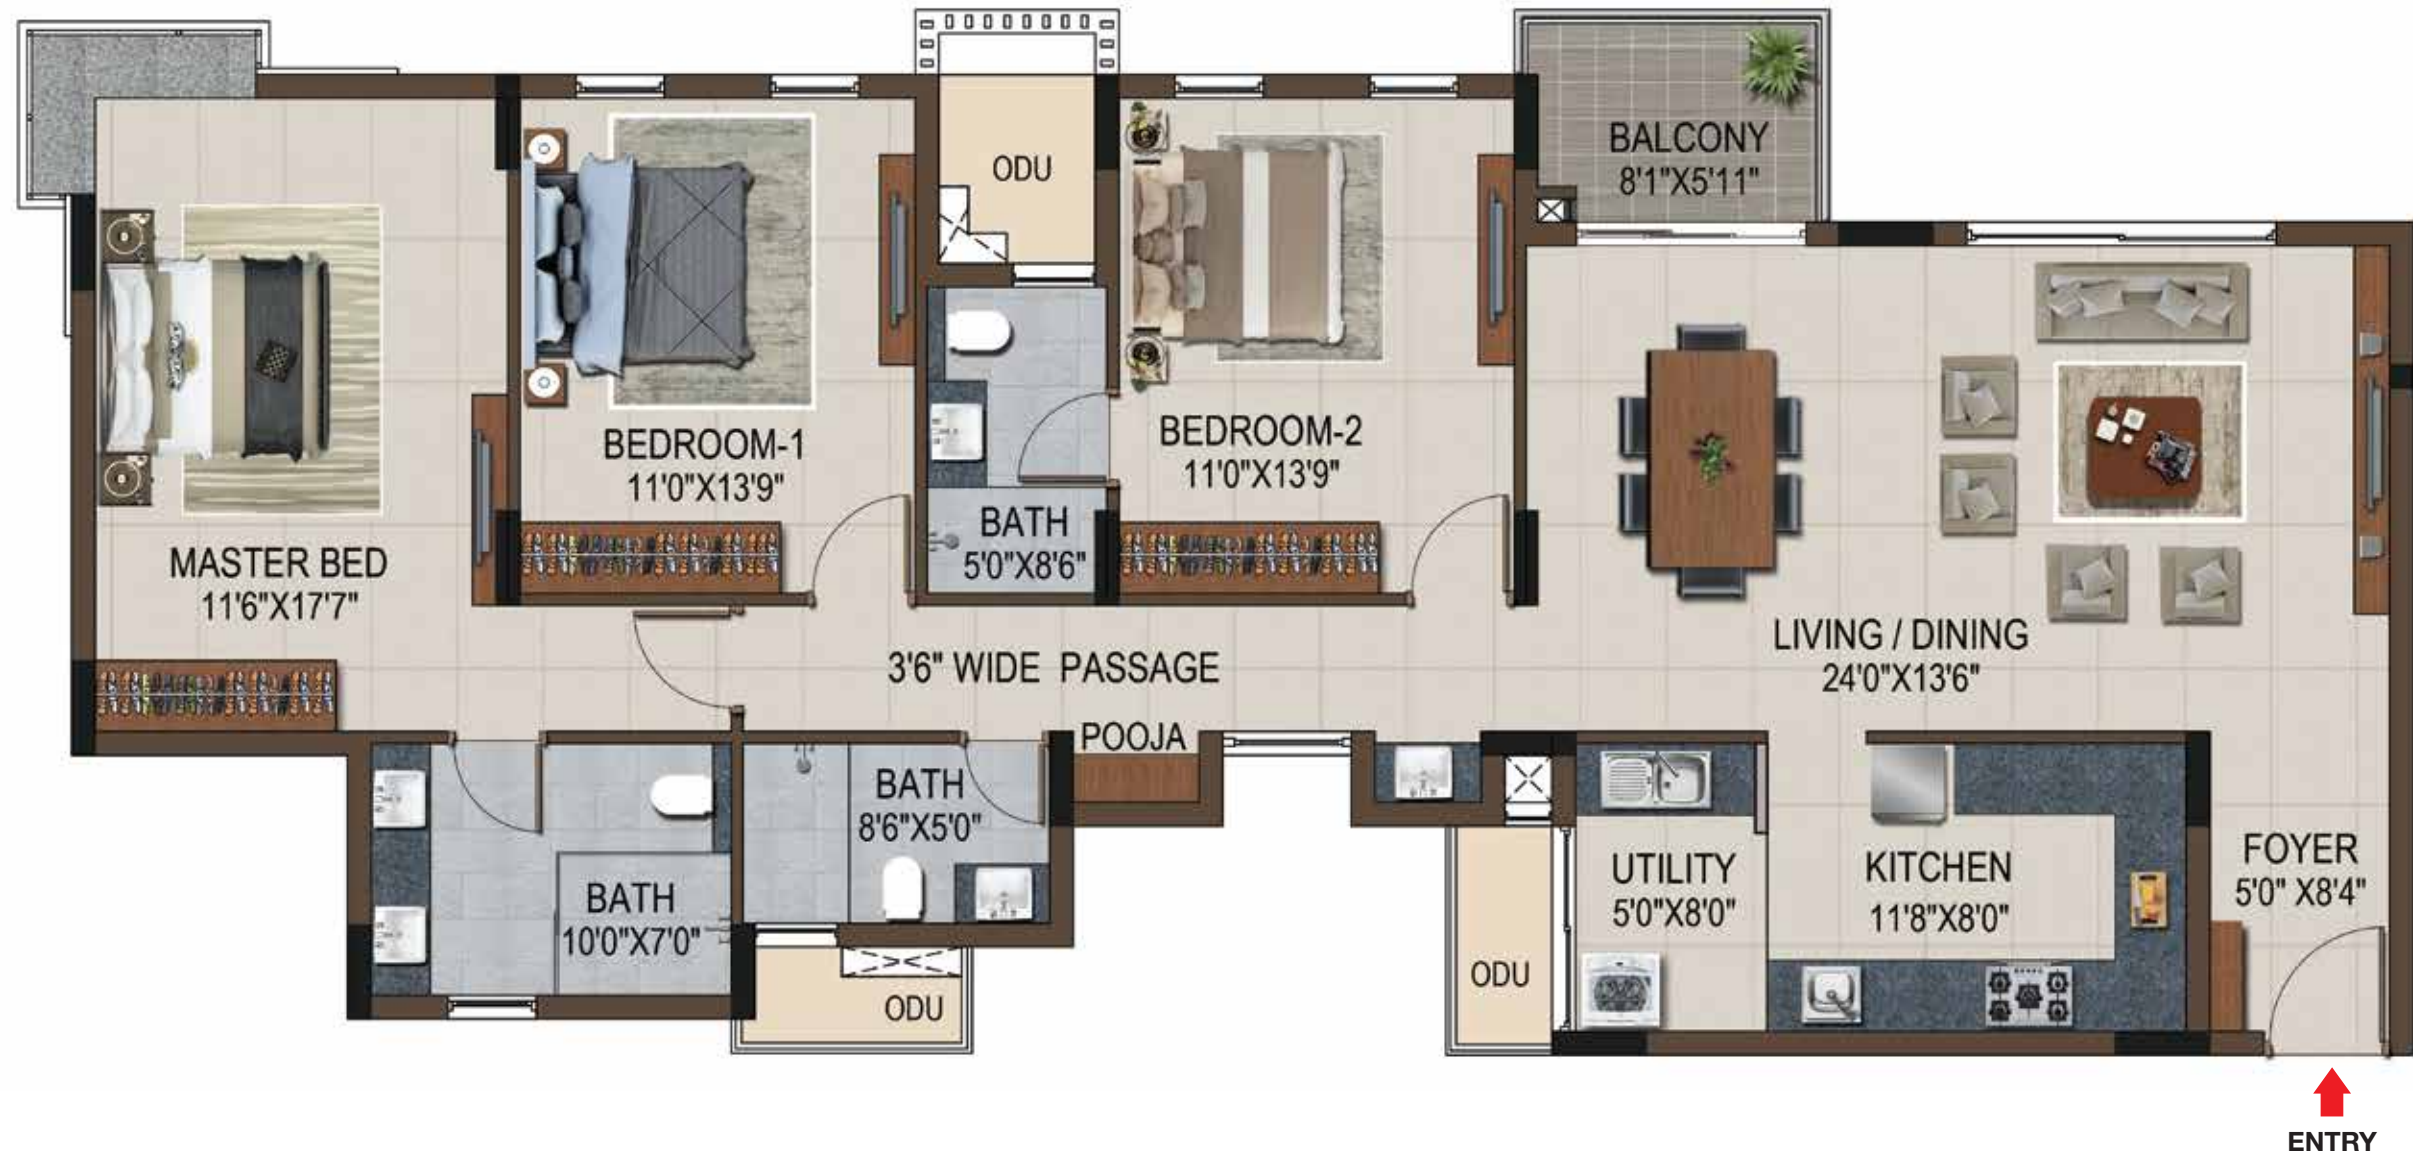 BALCONY
8'1"X5'11"
ODU
BEDROOM-1
11'0"X13'9"
BEDROOM-2
11'0"X13'9"
BATH
5'0"X8'6"
MASTER BED
11'6"X17'7"
LIVING / DINING
24'0"X13'6"
3'6" WIDE PASSAGE
POOJA
BATH
8'6"X5'0"
BATH
10'0"X7'0"
ODU
ODU
UTILITY
5'0"X8'0"
KITCHEN
11'8"X8'0"
FOYER
5'0" X8'4"
ENTRY